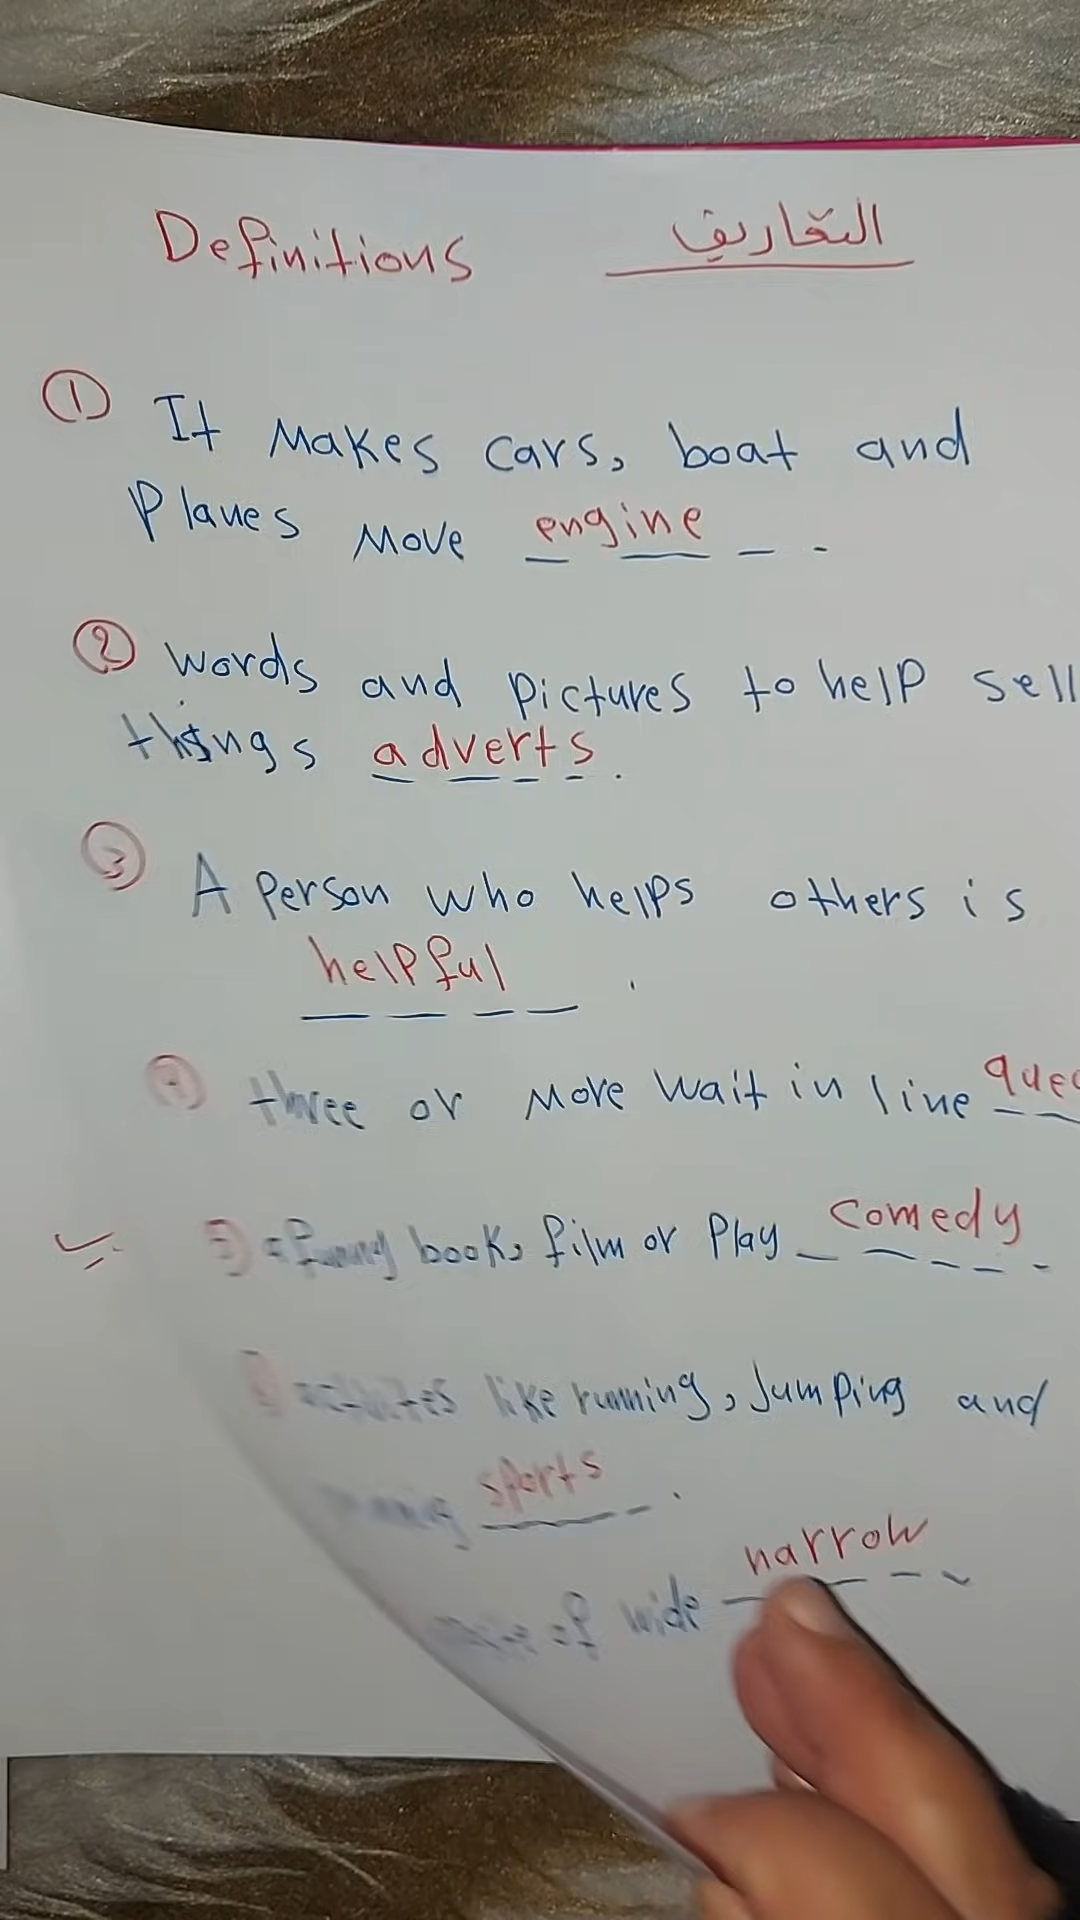 Definitions التعاريف
① It makes cars, boat and
Planes move engine
② words and pictures to help sell
things adverts.
③ A person who helps others is
helpful.
④ three or more wait in line
⑤ a funny book, film or Play comedy
like running, Jumping and
sports.
of wide narrow